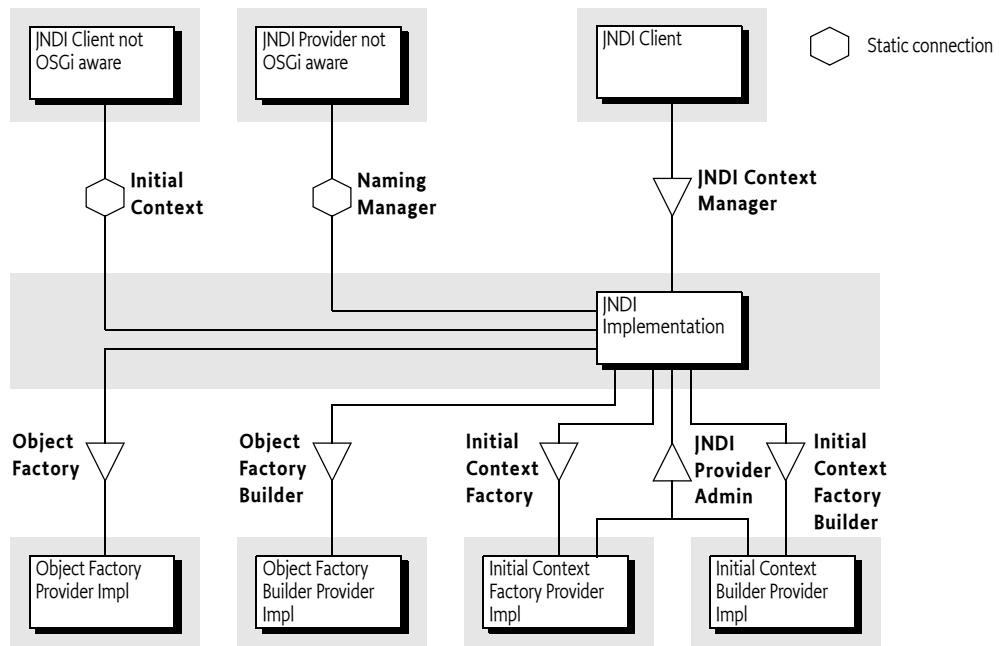 JNDI Client not
OSGi aware
JNDI Provider not
OSGi aware
JNDI Client
Static connection
Initial
Context
Naming
Manager
JNDI Context
Manager
JNDI
Implementation
Object
Factory
Object
Factory
Builder
Initial
Context
Factory
JNDI
Provider
Admin
Initial
Context
Factory
Builder
Object Factory
Provider Impl
Object Factory
Builder Provider
Impl
Initial Context
Factory Provider
Impl
Initial Context
Builder Provider
Impl